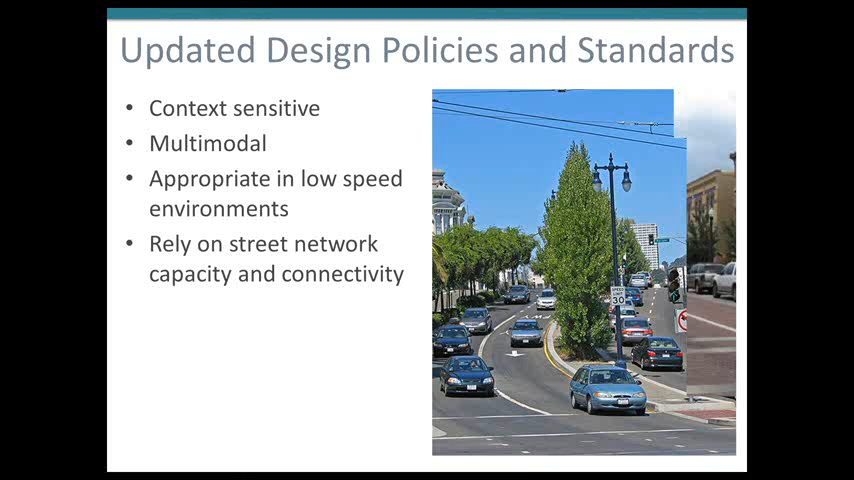 Updated Design Policies and Standards
• Context sensitive
• Multimodal
• Appropriate in low speed
environments
• Rely on street network
capacity and connectivity
SPEED
LIMIT
30